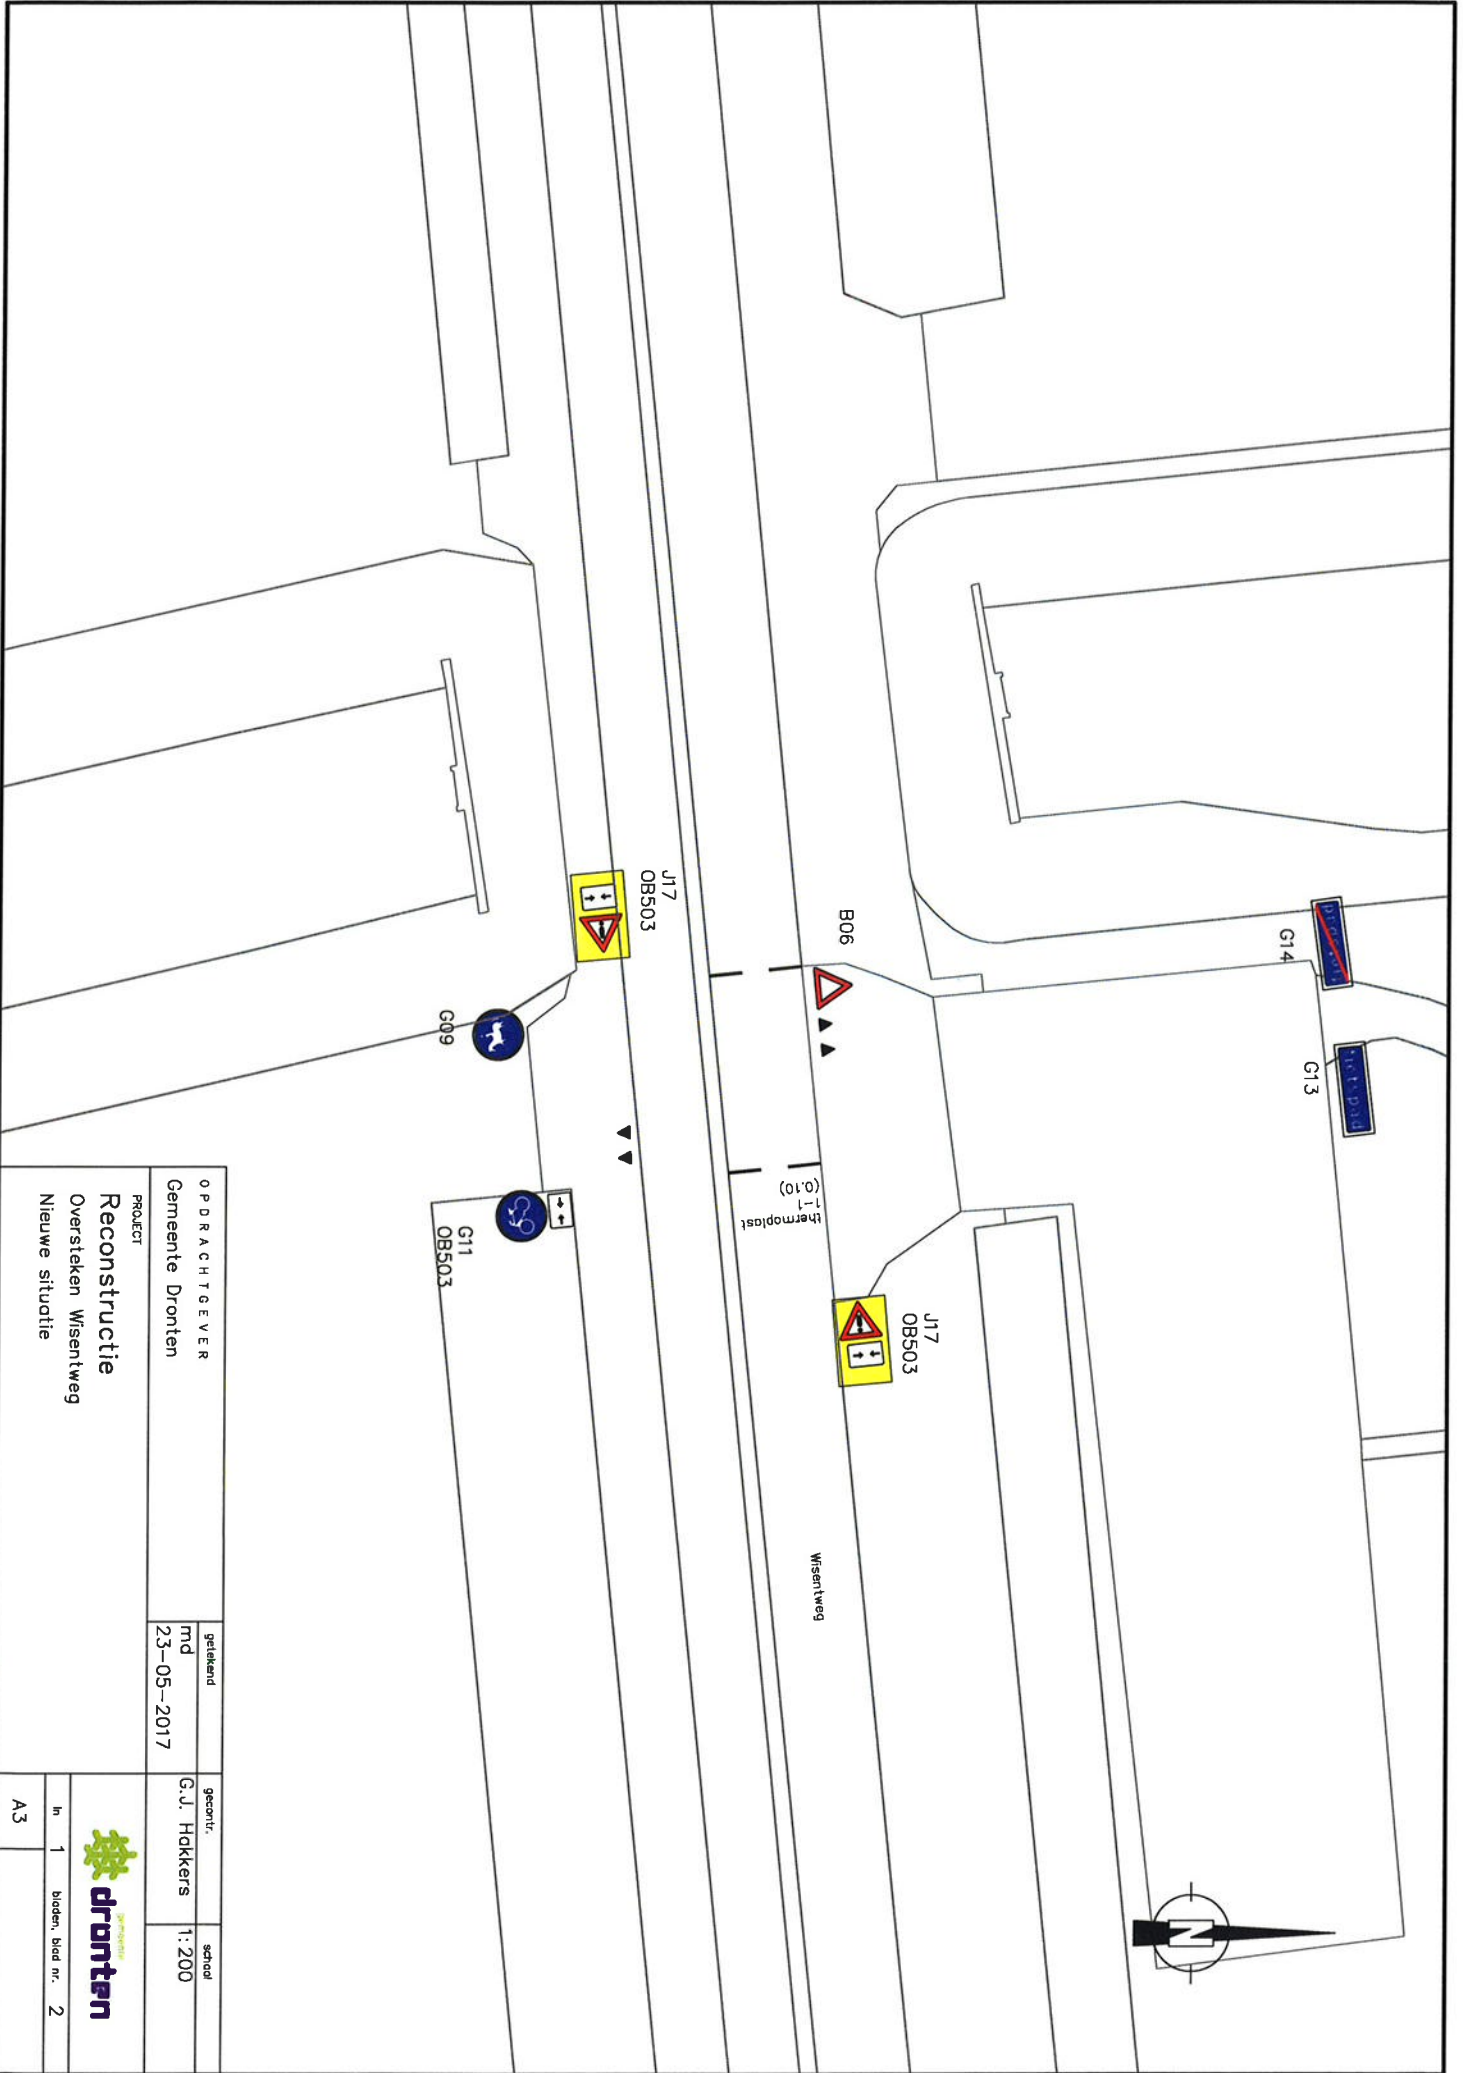 G14
G13
J17
OB503
B06
G09
J17
OB503
G11
OB503
thermoplast
1-1
(0.10)
Wisentweg
fietspad
N
OPDRACHTGEVER
Gemeente Dronten
getekend
md
23-05-2017
gecontr.
G.J. Hakkers
schaal
1:200
PROJECT
Reconstructie
Oversteken Wisentweg
Nieuwe situatie
gemeente
dronten
in 1 bladen, blad nr. 2
A3